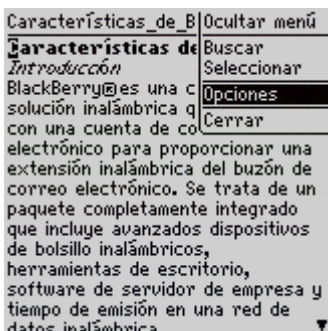 Características_de_B
Ocultar menú
Características de
Buscar
Introducción
Seleccionar
BlackBerry® es una c
Opciones
solución inalámbrica q
Cerrar
con una cuenta de co
electrónico para proporcionar una
extensión inalámbrica del buzón de
correo electrónico. Se trata de un
paquete completamente integrado
que incluye avanzados dispositivos
de bolsillo inalámbricos,
herramientas de escritorio,
software de servidor de empresa y
tiempo de emisión en una red de
datos inalámbrica